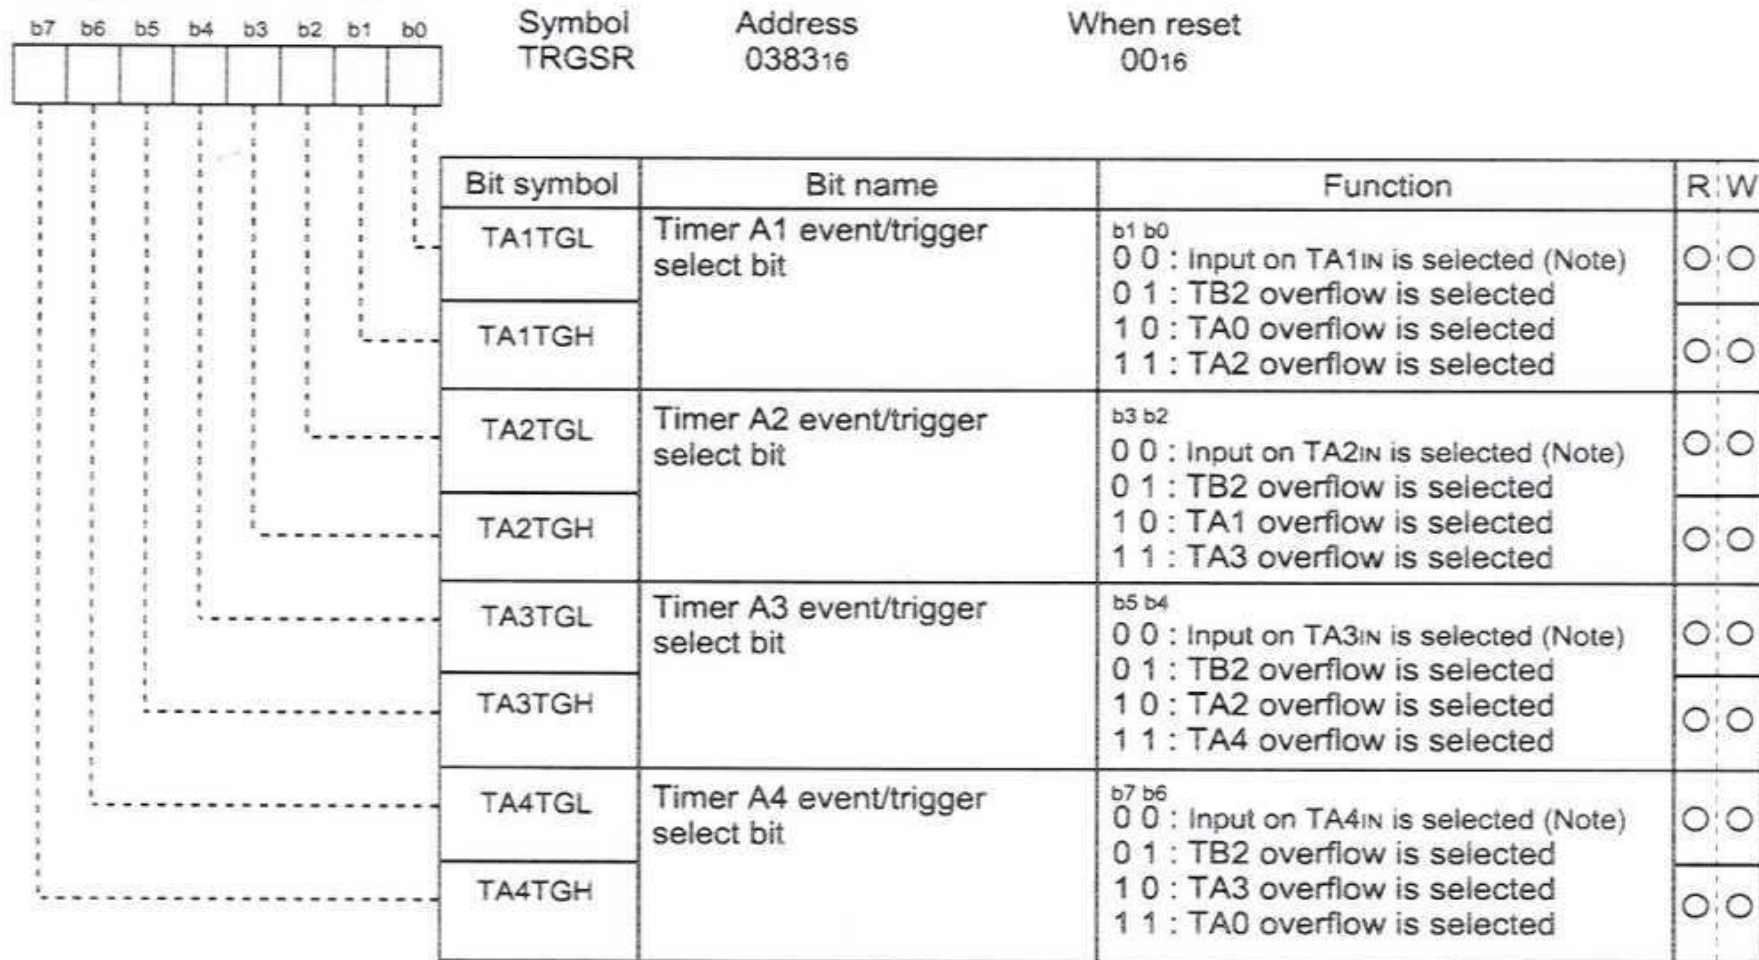 b7 b6 b5 b4 b3 b2 b1 b0
Symbol Address When reset
TRGSR 038316 0016
Bit symbol Bit name Function R W
TA1TGL Timer A1 event/trigger
select bit
b1 b0
0 0 : Input on TA1IN is selected (Note)
0 1 : TB2 overflow is selected
TA1TGH
1 0 : TA0 overflow is selected
1 1 : TA2 overflow is selected
TA2TGL Timer A2 event/trigger
select bit
b3 b2
0 0 : Input on TA2IN is selected (Note)
0 1 : TB2 overflow is selected
TA2TGH
1 0 : TA1 overflow is selected
1 1 : TA3 overflow is selected
TA3TGL Timer A3 event/trigger
select bit
b5 b4
0 0 : Input on TA3IN is selected (Note)
0 1 : TB2 overflow is selected
TA3TGH
1 0 : TA2 overflow is selected
1 1 : TA4 overflow is selected
TA4TGL Timer A4 event/trigger
select bit
b7 b6
0 0 : Input on TA4IN is selected (Note)
0 1 : TB2 overflow is selected
TA4TGH
1 0 : TA3 overflow is selected
1 1 : TA0 overflow is selected